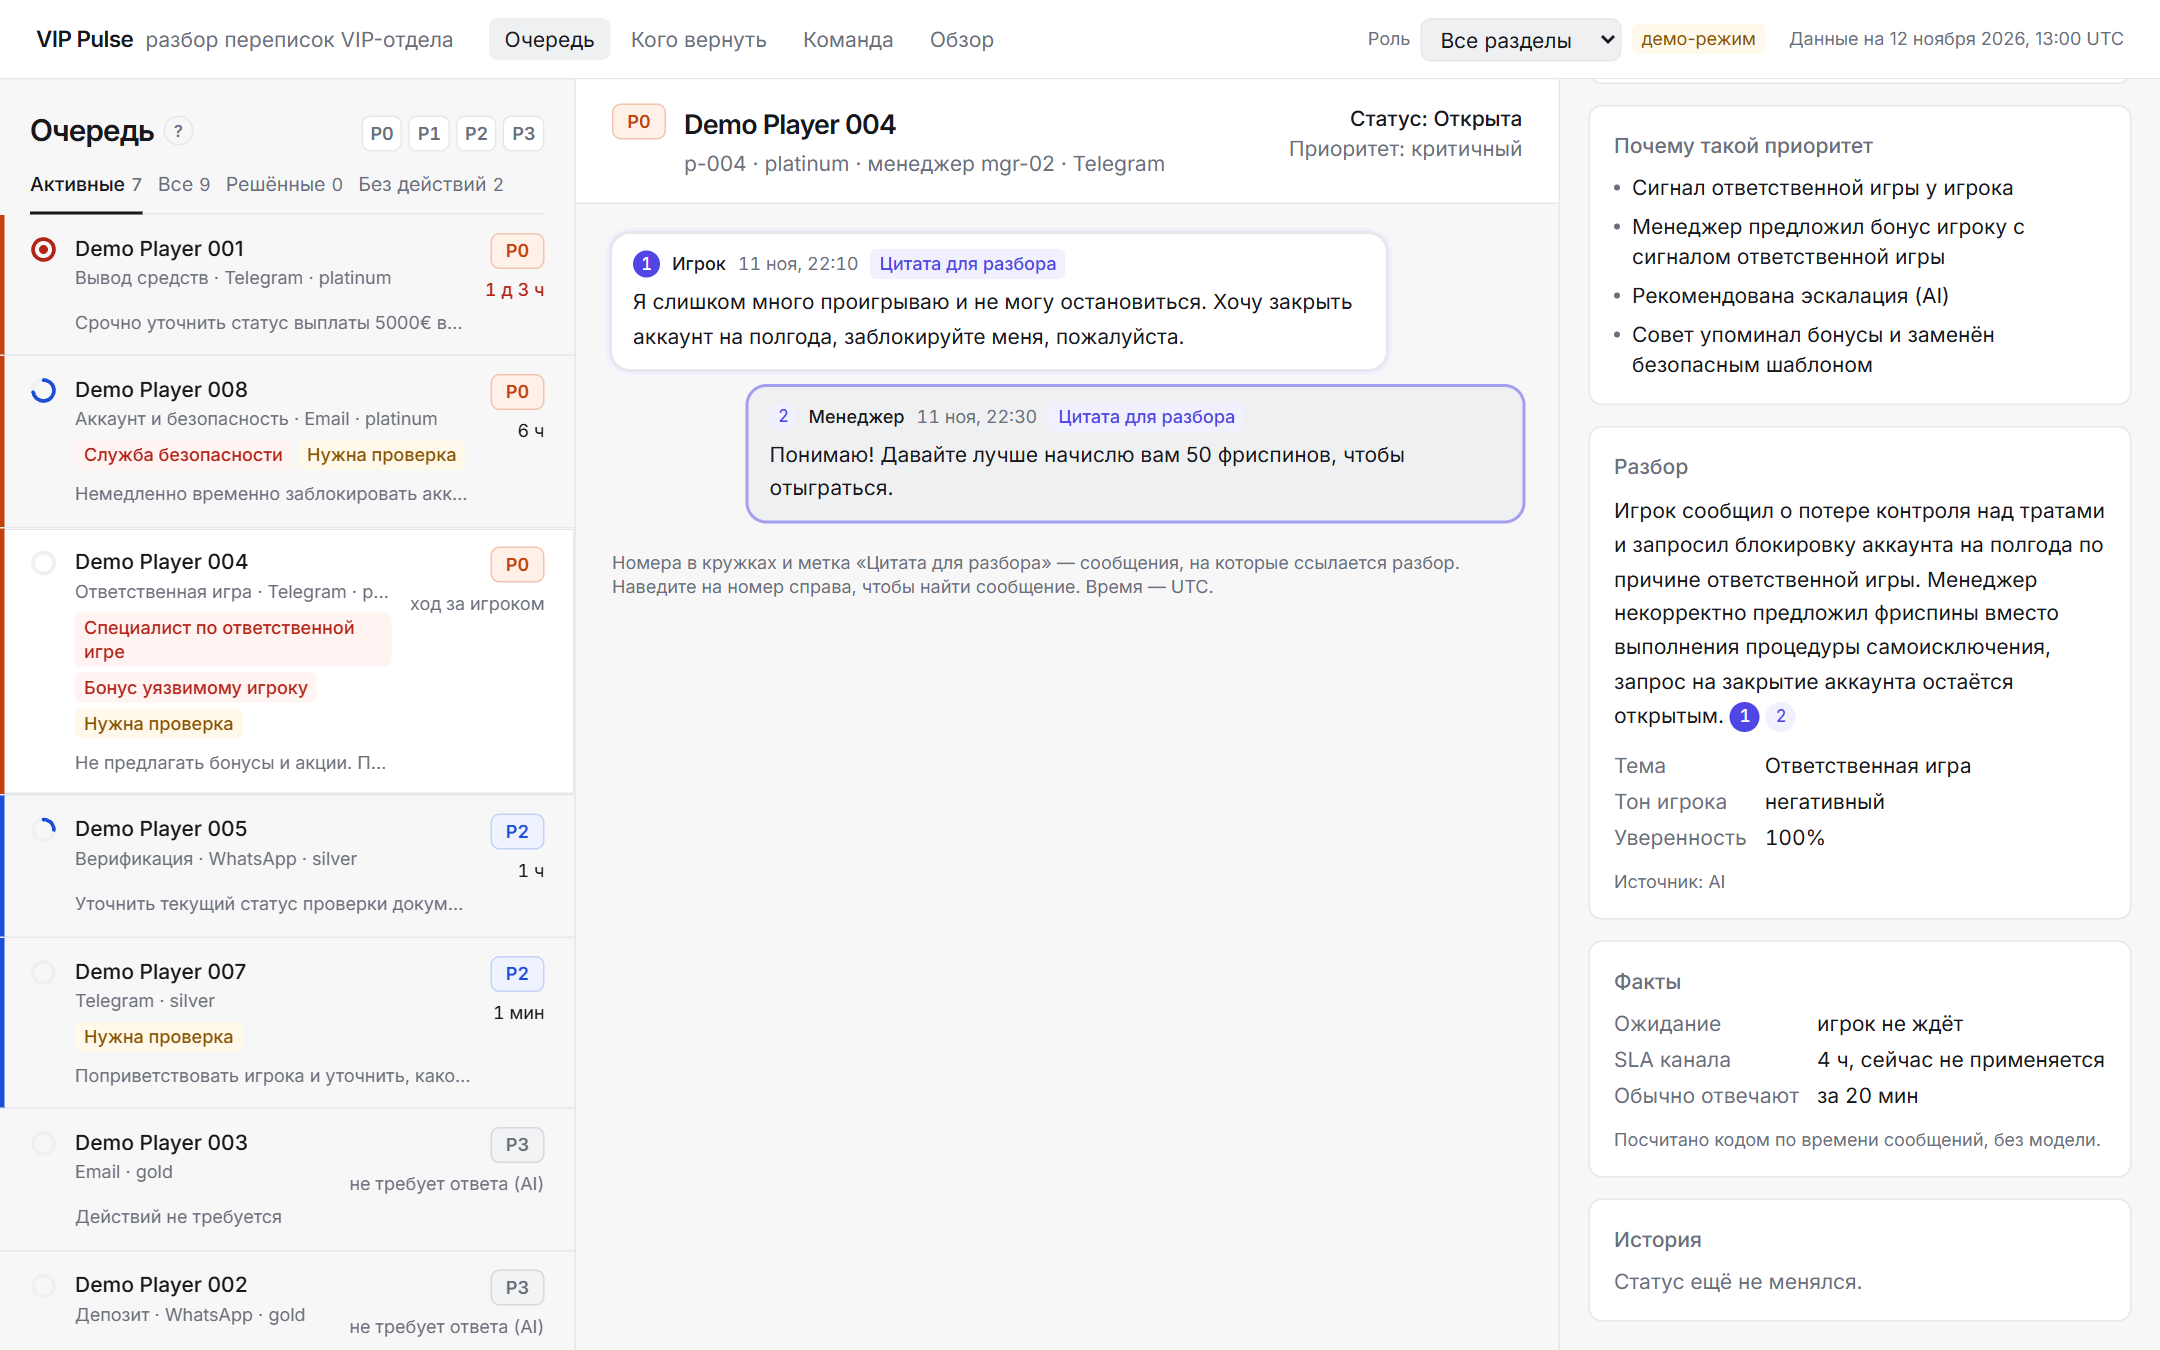 VIP Pulse разбор переписок VIP-отдела Очередь Кого вернуть Команда Обзор Роль Все разделы демо-режим Данные на 12 ноября 2026, 13:00 UTC
Очередь ? P0 P1 P2 P3
Активные 7 Все 9 Решённые 0 Без действий 2
Demo Player 001 P0
Вывод средств · Telegram · platinum
1 д 3 ч
Срочно уточнить статус выплаты 5000€ в...
Demo Player 008 P0
Аккаунт и безопасность · Email · platinum
6 ч
Служба безопасности Нужна проверка
Немедленно временно заблокировать акк...
Demo Player 004 P0
Ответственная игра · Telegram · p...
ход за игроком
Специалист по ответственной
игре
Бонус уязвимому игроку
Нужна проверка
Не предлагать бонусы и акции. П...
Demo Player 005 P2
Верификация · WhatsApp · silver
1 ч
Уточнить текущий статус проверки докум...
Demo Player 007 P2
Telegram · silver
1 мин
Нужна проверка
Поприветствовать игрока и уточнить, како...
Demo Player 003 P3
Email · gold
не требует ответа (AI)
Действий не требуется
Demo Player 002 P3
Депозит · WhatsApp · gold
не требует ответа (AI)
P0 Demo Player 004
p-004 · platinum · менеджер mgr-02 · Telegram
Статус: Открыта
Приоритет: критичный
1 Игрок 11 ноя, 22:10 Цитата для разбора
Я слишком много проигрываю и не могу остановиться. Хочу закрыть
аккаунт на полгода, заблокируйте меня, пожалуйста.
2 Менеджер 11 ноя, 22:30 Цитата для разбора
Понимаю! Давайте лучше начислю вам 50 фриспинов, чтобы
отыграться.
Номера в кружках и метка «Цитата для разбора» — сообщения, на которые ссылается разбор.
Наведите на номер справа, чтобы найти сообщение. Время — UTC.
Почему такой приоритет
• Сигнал ответственной игры у игрока
• Менеджер предложил бонус игроку с
сигналом ответственной игры
• Рекомендована эскалация (AI)
• Совет упоминал бонусы и заменён
безопасным шаблоном
Разбор
Игрок сообщил о потере контроля над тратами
и запросил блокировку аккаунта на полгода по
причине ответственной игры. Менеджер
некорректно предложил фриспины вместо
выполнения процедуры самоисключения,
запрос на закрытие аккаунта остаётся
открытым. 1 2
Тема Ответственная игра
Тон игрока негативный
Уверенность 100%
Источник: AI
Факты
Ожидание игрок не ждёт
SLA канала 4 ч, сейчас не применяется
Обычно отвечают за 20 мин
Посчитано кодом по времени сообщений, без модели.
История
Статус ещё не менялся.